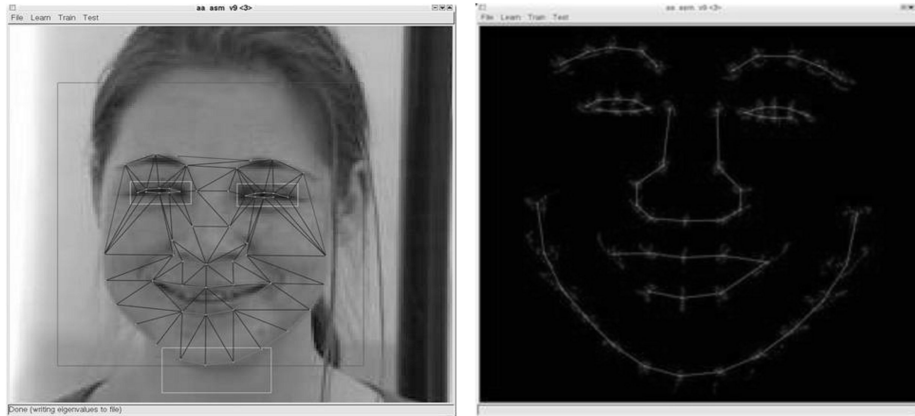 aa asm v9 <3>
File Learn Train Test
Done (writing eigenvalues to file)
aa asm v9 <3>
File Learn Train Test